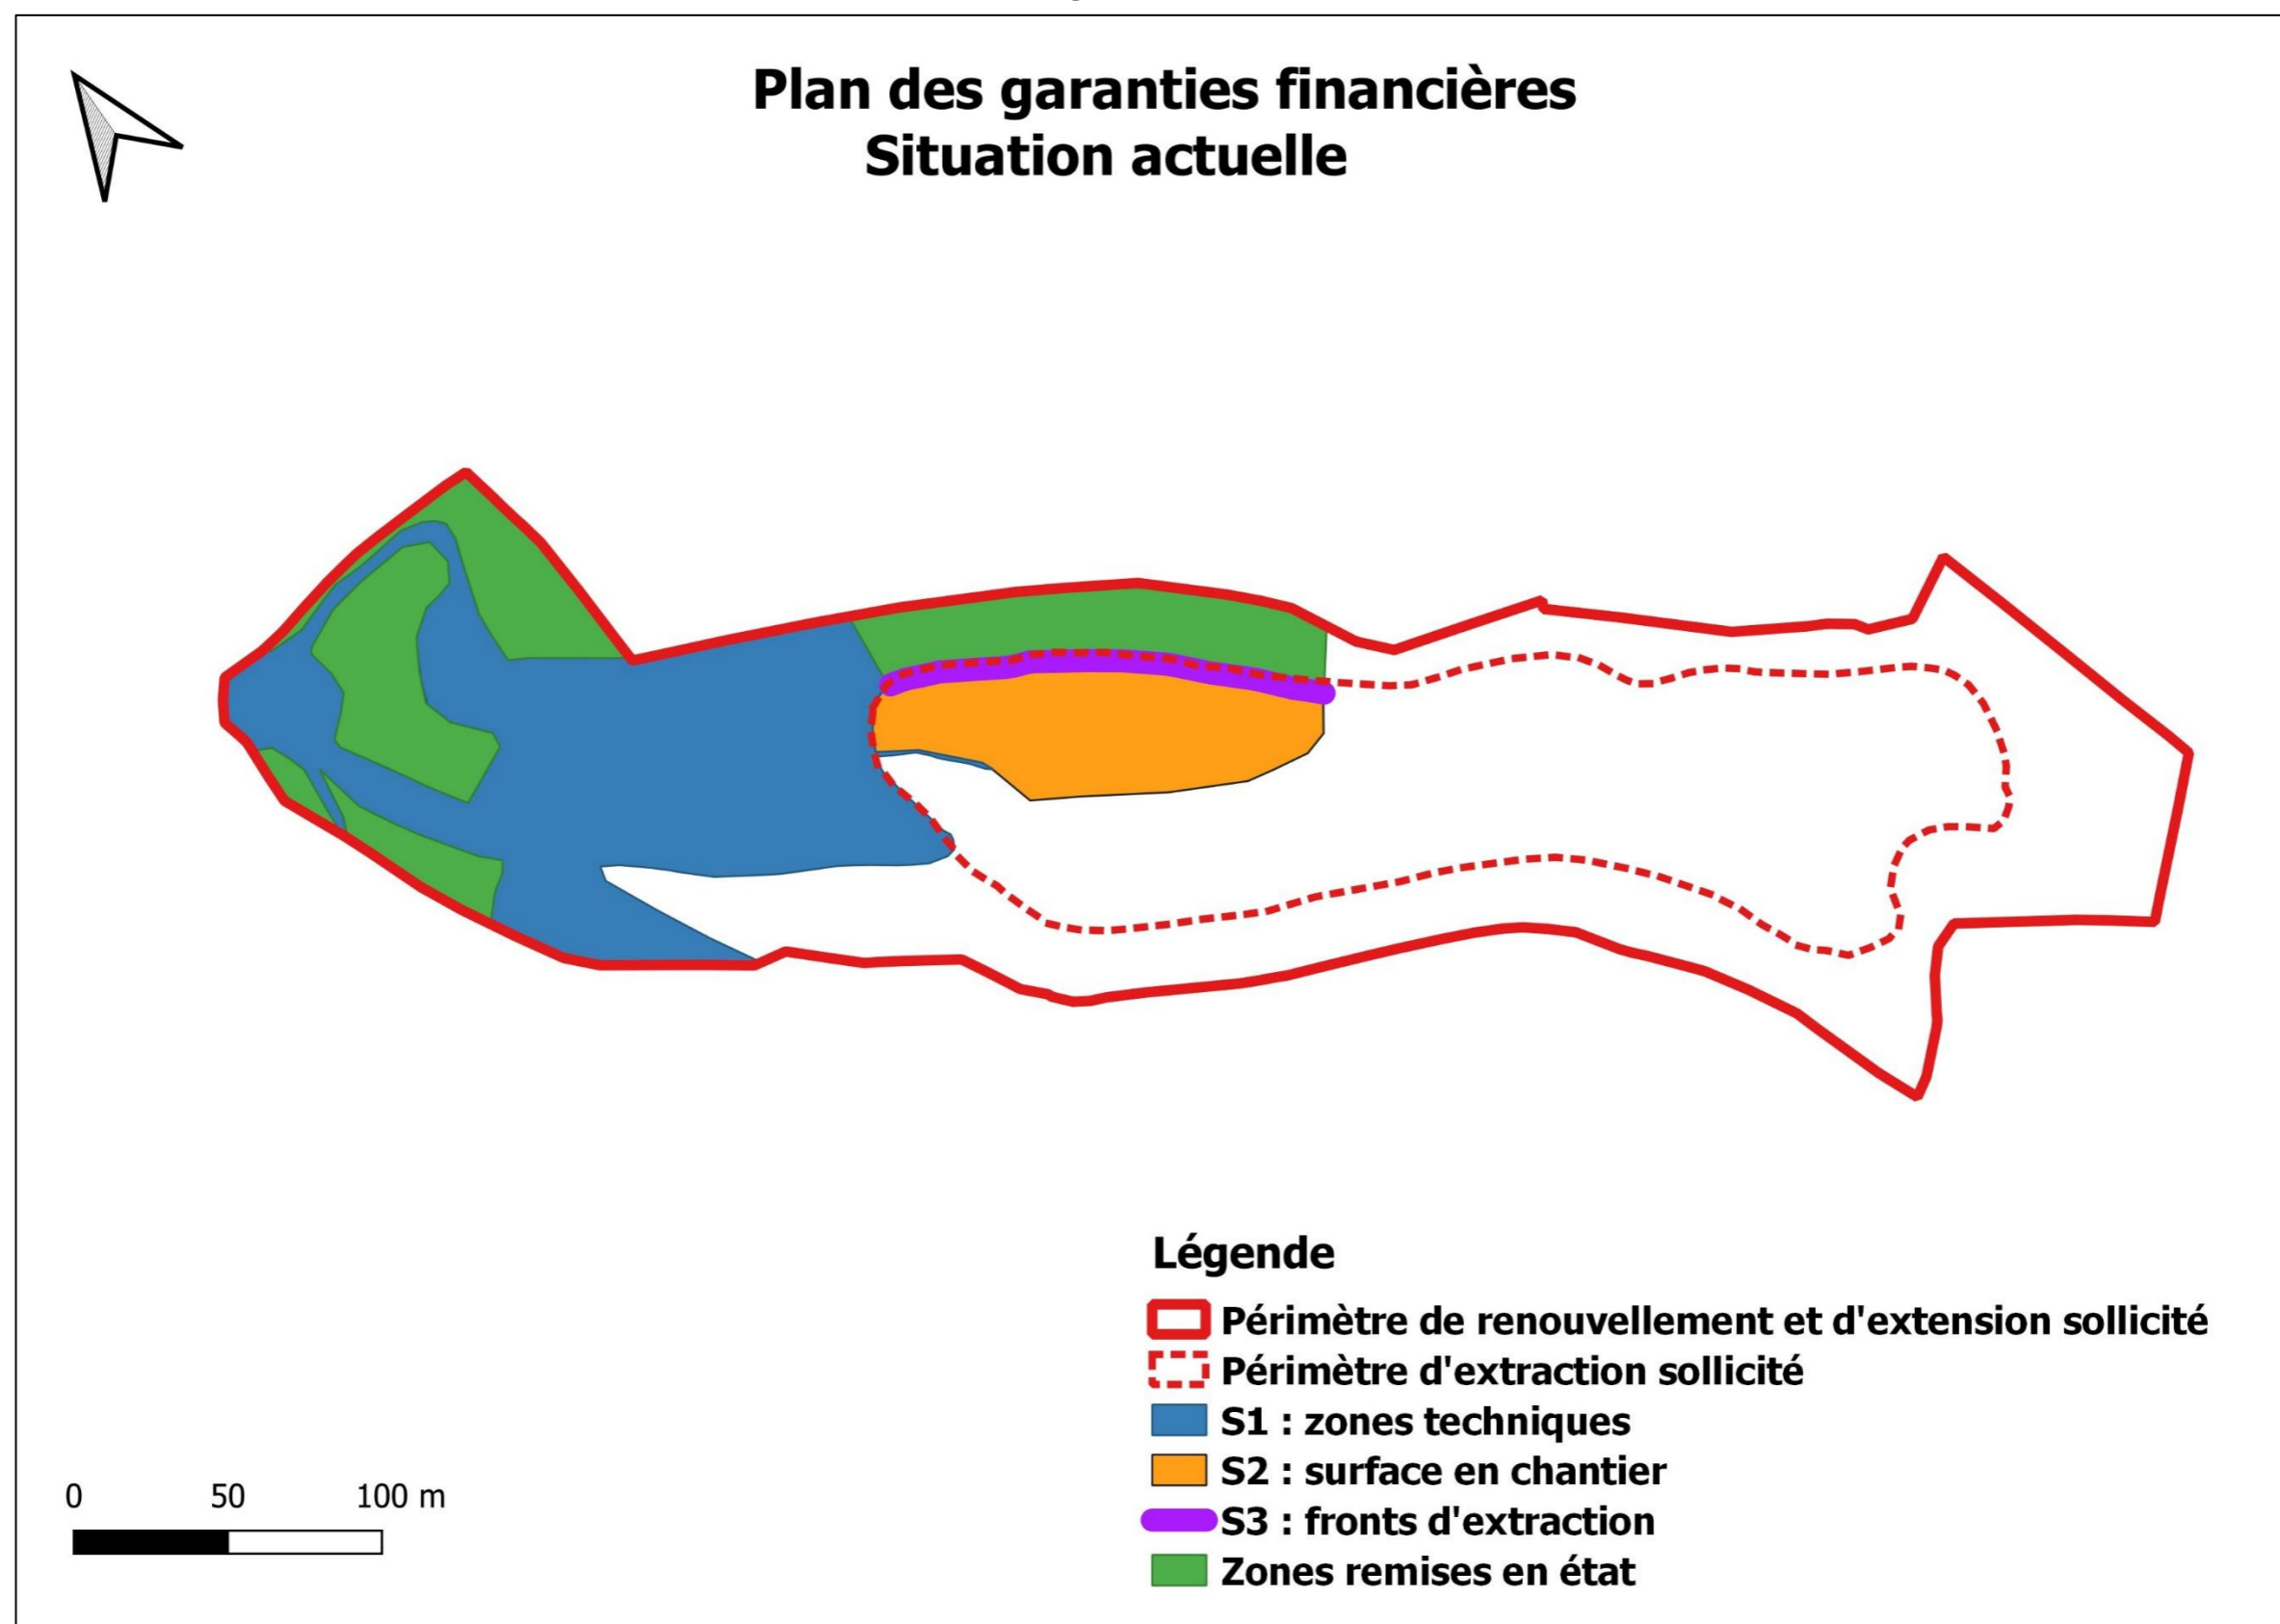 Plan des garanties financières
Situation actuelle
Légende
Périmètre de renouvellement et d'extension sollicité
Périmètre d'extraction sollicité
S1 : zones techniques
S2 : surface en chantier
S3 : fronts d'extraction
Zones remises en état
0 50 100 m